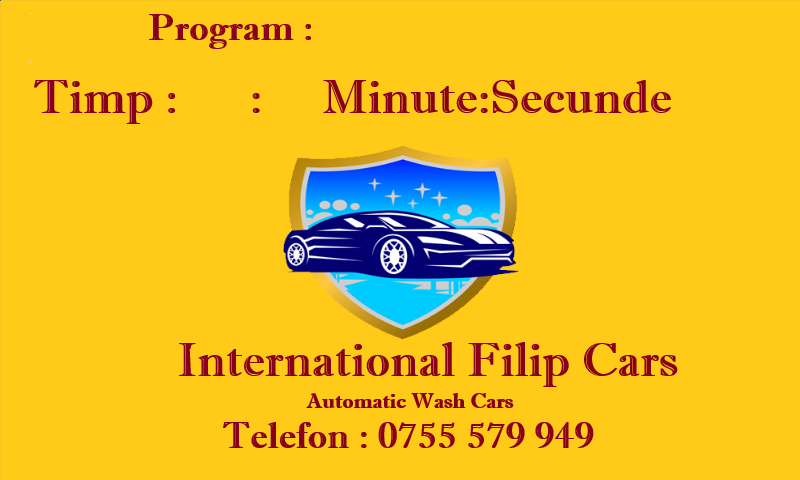 Program :
Timp : : Minute:Secunde
International Filip Cars
Automatic Wash Cars
Telefon : 0755 579 949